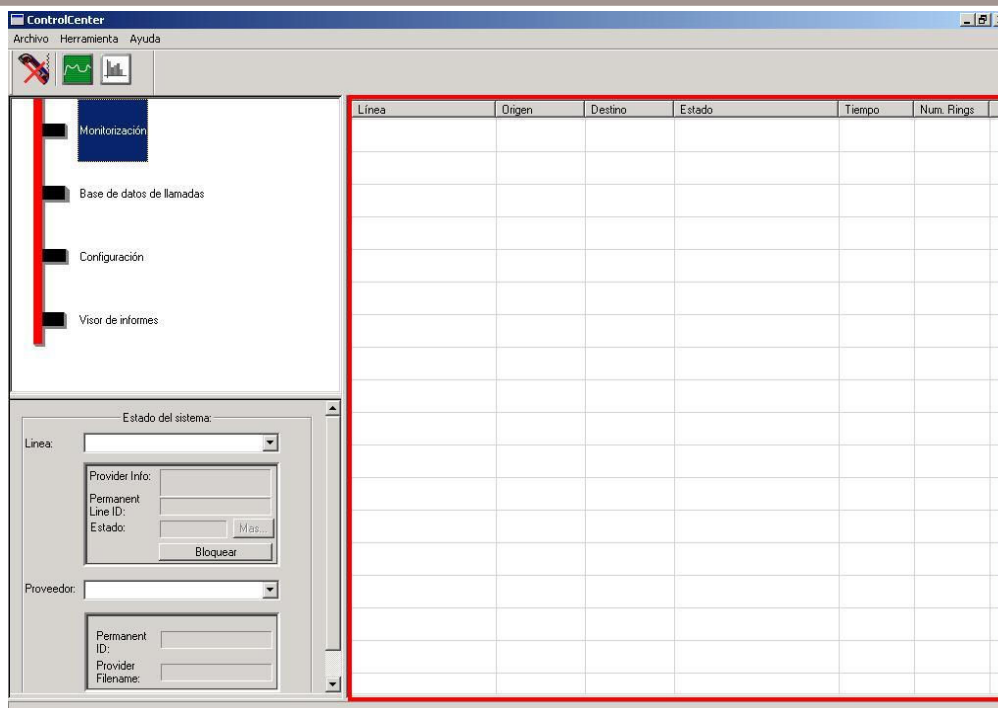 ControlCenter
Archivo Herramienta Ayuda
Línea Origen Destino Estado Tiempo Num. Rings
Monitorización
Base de datos de llamadas
Configuración
Visor de informes
Estado del sistema:
Linea:
Provider Info:
Permanent
Line ID:
Estado: Mas...
Bloquear
Proveedor:
Permanent
ID:
Provider
Filename: